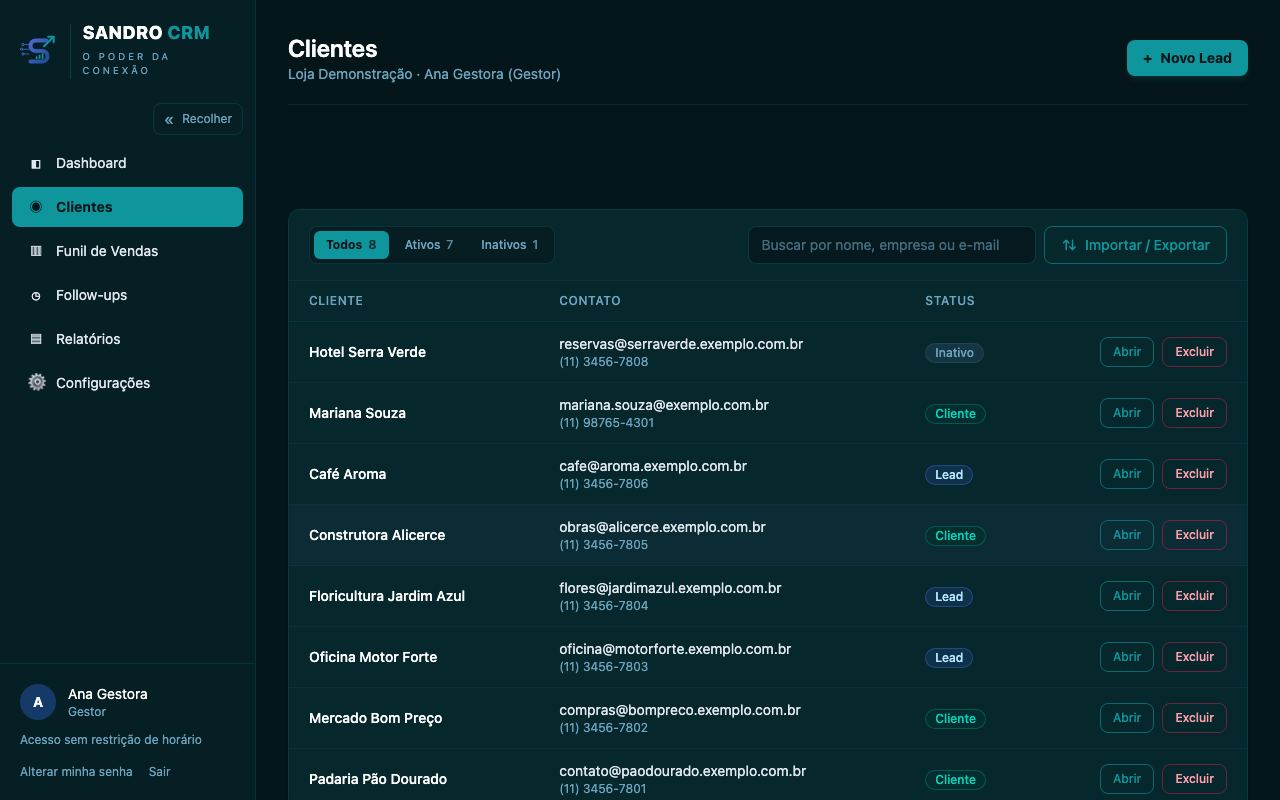 SANDRO CRM
O PODER DA
CONEXÃO
« Recolher
Dashboard
Clientes
Funil de Vendas
Follow-ups
Relatórios
Configurações
A
Ana Gestora
Gestor
Acesso sem restrição de horário
Alterar minha senha Sair
Clientes
Loja Demonstração · Ana Gestora (Gestor)
+ Novo Lead
Todos 8 Ativos 7 Inativos 1
Buscar por nome, empresa ou e-mail
Importar / Exportar
CLIENTE CONTATO STATUS
Hotel Serra Verde reservas@serraverde.exemplo.com.br Inativo Abrir Excluir
(11) 3456-7808
Mariana Souza mariana.souza@exemplo.com.br Cliente Abrir Excluir
(11) 98765-4301
Café Aroma cafe@aroma.exemplo.com.br Lead Abrir Excluir
(11) 3456-7806
Construtora Alicerce obras@alicerce.exemplo.com.br Cliente Abrir Excluir
(11) 3456-7805
Floricultura Jardim Azul flores@jardimazul.exemplo.com.br Lead Abrir Excluir
(11) 3456-7804
Oficina Motor Forte oficina@motorforte.exemplo.com.br Lead Abrir Excluir
(11) 3456-7803
Mercado Bom Preço compras@bompreco.exemplo.com.br Cliente Abrir Excluir
(11) 3456-7802
Padaria Pão Dourado contato@paodourado.exemplo.com.br Cliente Abrir Excluir
(11) 3456-7801